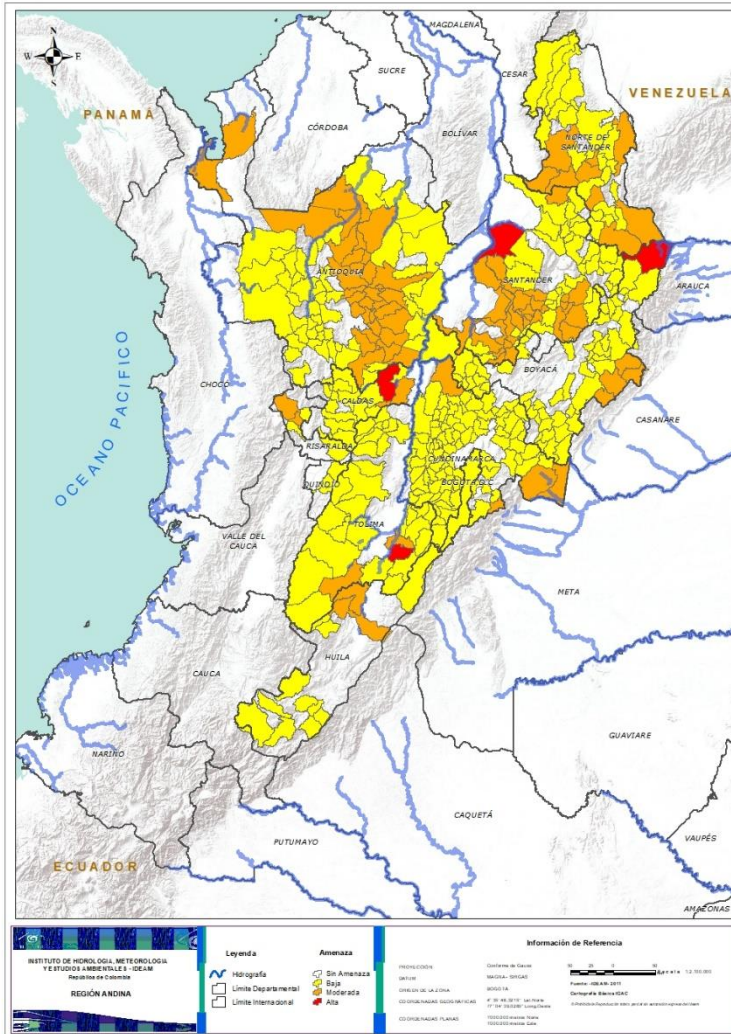 N
W E
S
MAGDALENA
SUCRE
CESAR
VENEZUELA
PANAMÁ
CÓRDOBA
BOLÍVAR
NORTE DE
SANTANDER
ANTIOQUIA
SANTANDER
ARAUCA
BOYACÁ
CHOCÓ
CALDAS
CASANARE
RISARALDA
CUNDINAMARCA
OCEANO PACIFICO
QUINDÍO
BOGOTÁ D.C.
TOLIMA
VALLE DEL
CAUCA
META
HUILA
CAUCA
GUAVIARE
NARIÑO
CAQUETÁ
VAUPÉS
PUTUMAYO
ECUADOR
AMAZONAS
INSTITUTO DE HIDROLOGIA, METEOROLOGIA
Y ESTUDIOS AMBIENTALES - IDEAM
República de Colombia
REGIÓN ANDINA
Leyenda
Hidrografía
Límite Departamental
Límite Internacional
Amenaza
Sin Amenaza
Baja
Moderada
Alta
Información de Referencia
PROYECCIÓN
DATUM
ORIGEN DE LA ZONA
COORDENADAS GEOGRÁFICAS
COORDENADAS PLANAS
Conforme de Gauss
BOGOTÁ
Fuente: IDEAM- 2011
Cartografía Básica IGAC